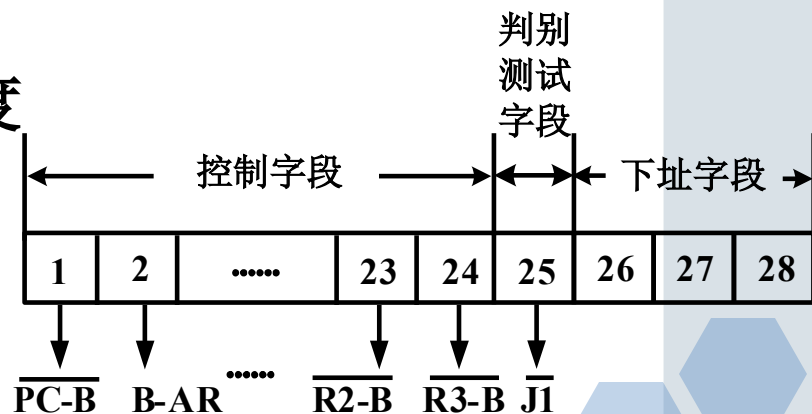 判别
测试
字段
度
控制字段
下址字段
1 2 ...... 23 24 25 26 27 28
PC-B B-AR ...... R2-B R3-B J1